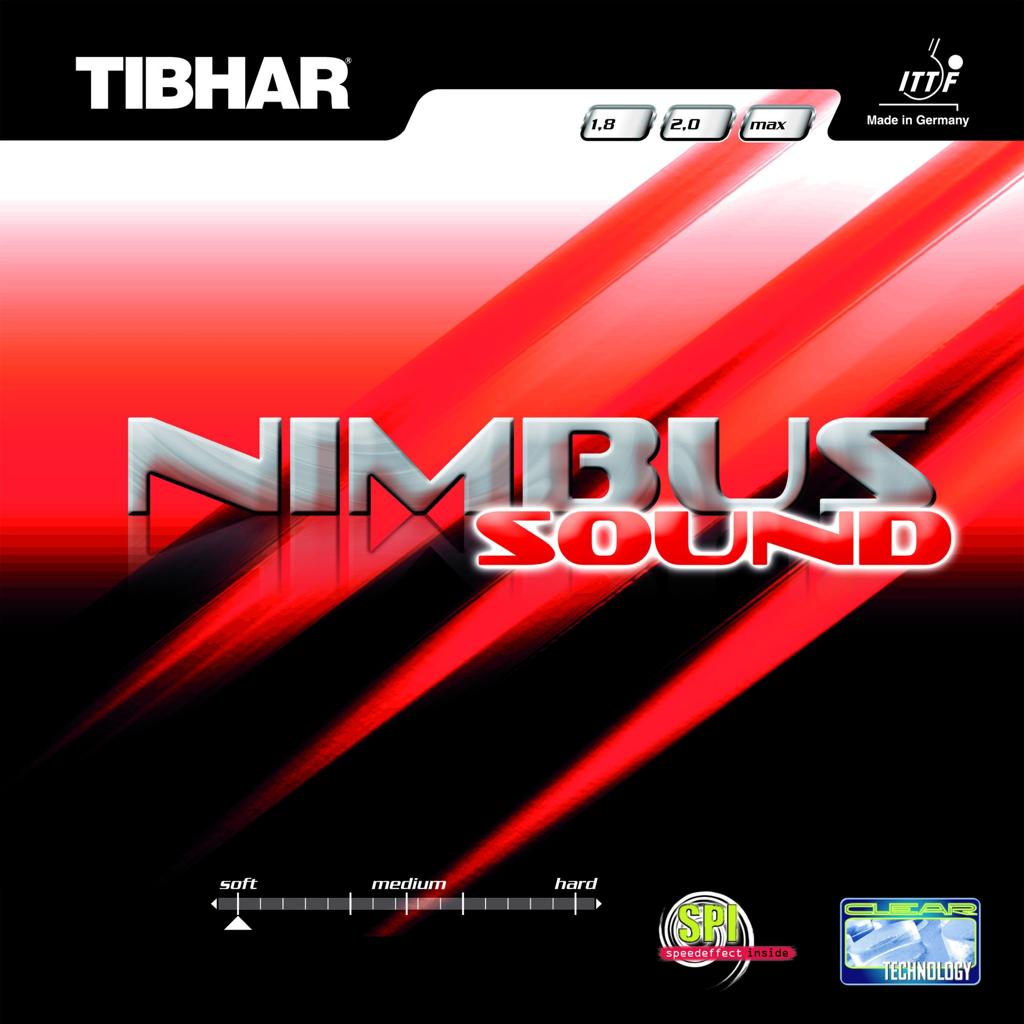 TIBHAR®
ITTF
Made in Germany
1,8 2,0 max
NIMBUS
SOUND
soft medium hard
SPI
speedeffect inside
CLEAR
TECHNOLOGY